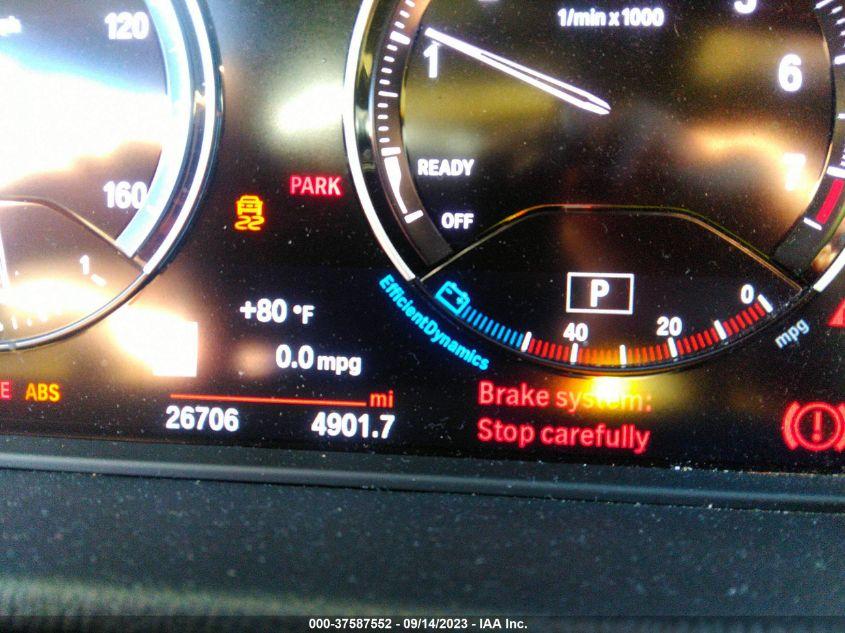 120
160
1
PARK
+80 °F
0.0 mpg
ABS
mi
26706 4901.7
1/min x 1000
1
6
7
READY
OFF
P
EfficientDynamics
40 20 0
mpg
Brake system:
Stop carefully
000-37587552 - 09/14/2023 - IAA Inc.